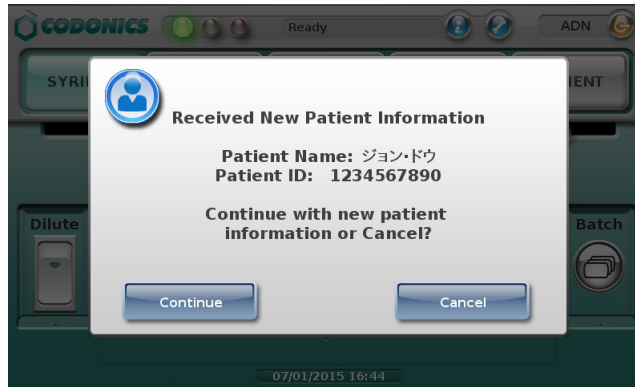 CODONICS Ready ADN
SYRI IENT
Received New Patient Information
Patient Name: ジョン・ドウ
Patient ID: 1234567890
Continue with new patient
information or Cancel?
Dilute Batch
Continue Cancel
07/01/2015 16:44